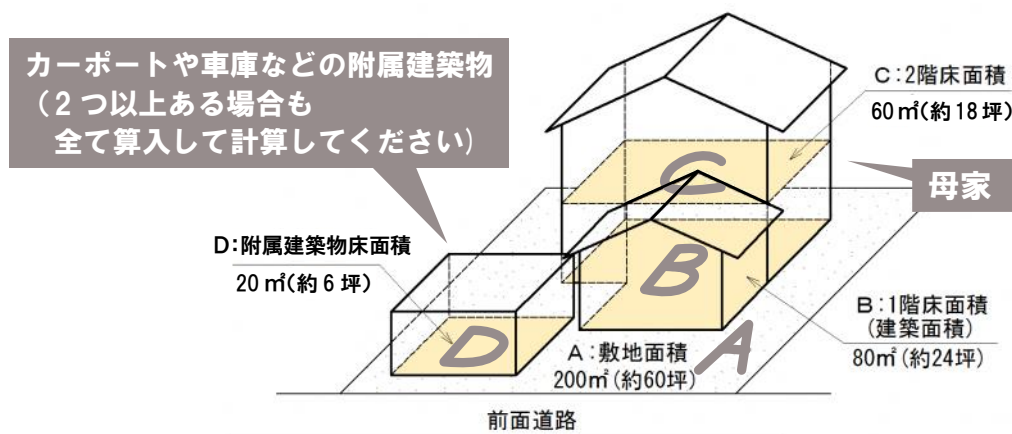 カーポートや車庫などの附属建築物
（２つ以上ある場合も
全て算入して計算してください）
C：2階床面積
60㎡（約18坪）
母家
C
D：附属建築物床面積
20㎡（約6坪）
B
B：1階床面積
（建築面積）
80㎡（約24坪）
D
A：敷地面積
200㎡（約60坪）
A
前面道路